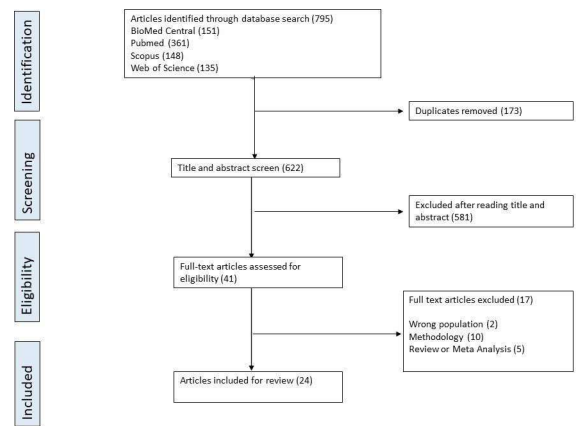 Identification
Articles identified through database search (795)
BioMed Central (151)
Pubmed (361)
Scopus (148)
Web of Science (135)
Duplicates removed (173)
Screening
Title and abstract screen (622)
Excluded after reading title and
abstract (581)
Eligibility
Full-text articles assessed for
eligibility (41)
Full text articles excluded (17)
Wrong population (2)
Methodology (10)
Review or Meta Analysis (5)
Included
Articles included for review (24)